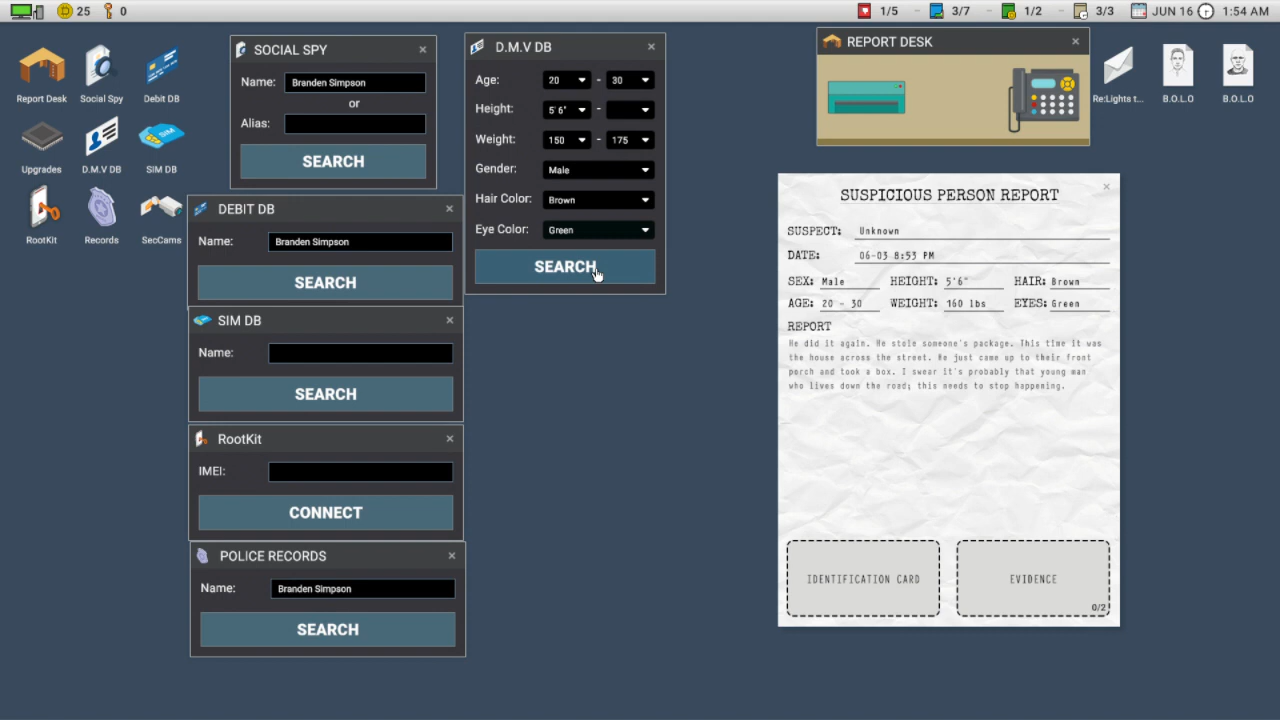 25 0 1/5 - 3/7 - 1/2 - 3/3 JUN 16 1:54 AM
Report Desk Social Spy Debit DB
Upgrades D.M.V DB SIM DB
RootKit Records SecCams
SOCIAL SPY ×
Name: Branden Simpson
or
Alias:
SEARCH
DEBIT DB ×
Name: Branden Simpson
SEARCH
SIM DB ×
Name:
SEARCH
RootKit ×
IMEI:
CONNECT
POLICE RECORDS ×
Name: Branden Simpson
SEARCH
D.M.V DB ×
Age: 20 - 30
Height: 5' 6" -
Weight: 150 - 175
Gender: Male
Hair Color: Brown
Eye Color: Green
SEARCH
REPORT DESK ×
Re:Lights t... B.O.L.O B.O.L.O
SUSPICIOUS PERSON REPORT ×
SUSPECT: Unknown
DATE: 06-03 8:53 PM
SEX: Male HEIGHT: 5'6" HAIR: Brown
AGE: 20 - 30 WEIGHT: 160 lbs EYES: Green
REPORT
He did it again. He stole someone's package. This time it was
the house across the street. He just came up to their front
porch and took a box. I swear it's probably that young man
who lives down the road; this needs to stop happening.
IDENTIFICATION CARD EVIDENCE
0/2